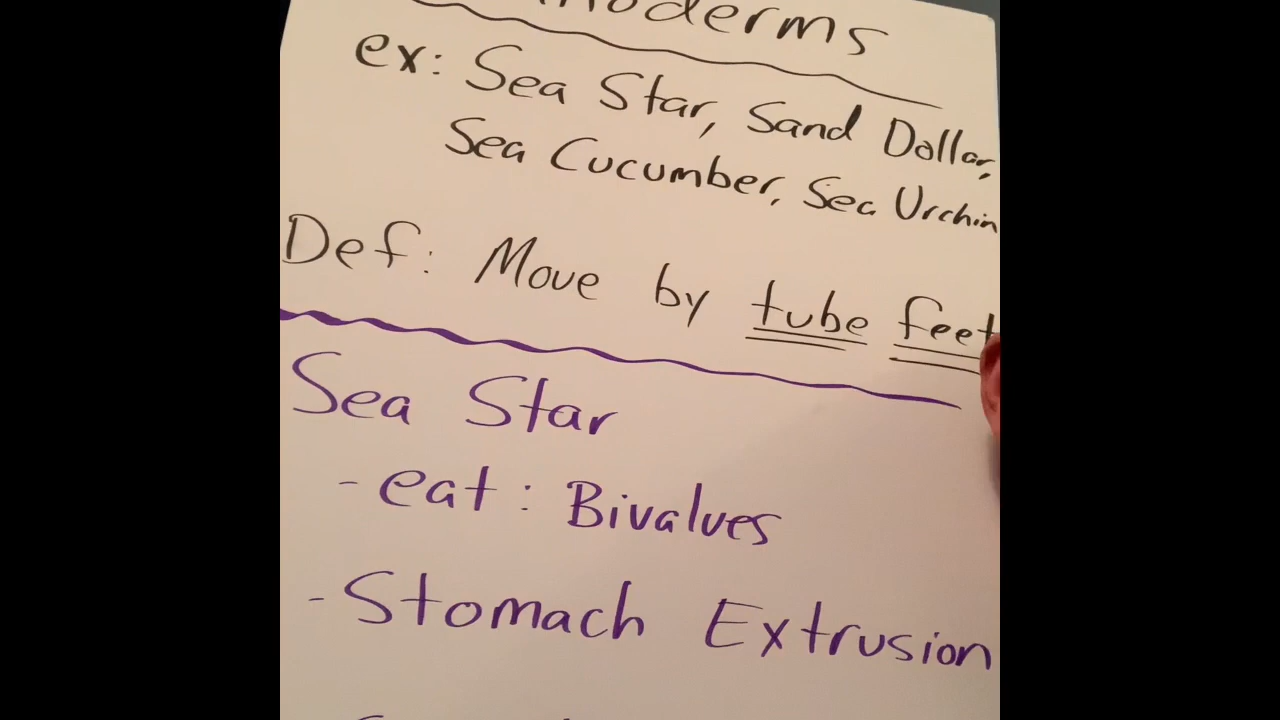 ex: Sea Star, Sand Dollar,
Sea Cucumber, Sea Urchin
Def: Move by tube feet
Sea Star
- eat: Bivalves
- Stomach Extrusion